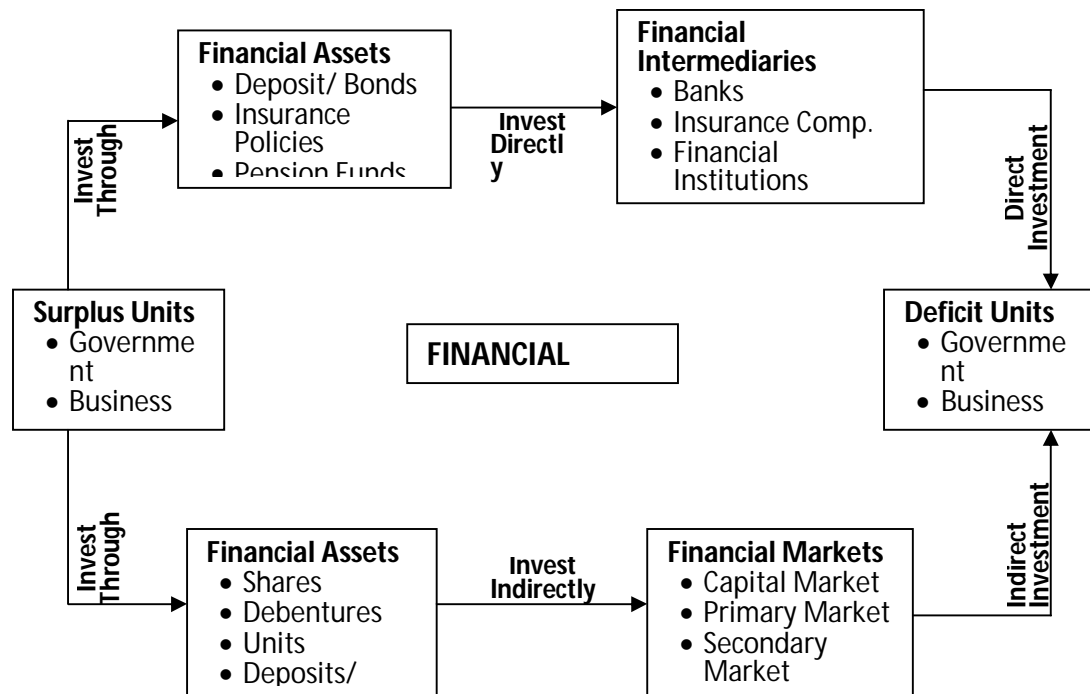 Financial Assets
• Deposit/ Bonds
• Insurance
Policies
• Pension Funds
Invest
Directl
y
Financial
Intermediaries
• Banks
• Insurance Comp.
• Financial
Institutions
Invest
Through
Direct
Investment
Surplus Units
• Governme
nt
• Business
FINANCIAL
Deficit Units
• Governme
nt
• Business
Invest
Through
Financial Assets
• Shares
• Debentures
• Units
• Deposits/
Invest
Indirectly
Financial Markets
• Capital Market
• Primary Market
• Secondary
Market
Indirect
Investment